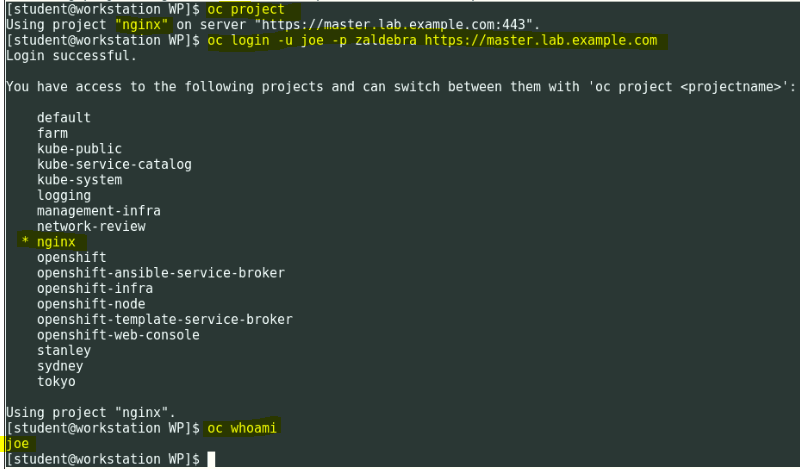 [student@workstation WP]$ oc project
Using project "nginx" on server "https://master.lab.example.com:443".
[student@workstation WP]$ oc login -u joe -p zaldebra https://master.lab.example.com
Login successful.
You have access to the following projects and can switch between them with 'oc project <projectname>':
default
farm
kube-public
kube-service-catalog
kube-system
logging
management-infra
network-review
* nginx
openshift
openshift-ansible-service-broker
openshift-infra
openshift-node
openshift-template-service-broker
openshift-web-console
stanley
sydney
tokyo
Using project "nginx".
[student@workstation WP]$ oc whoami
joe
[student@workstation WP]$